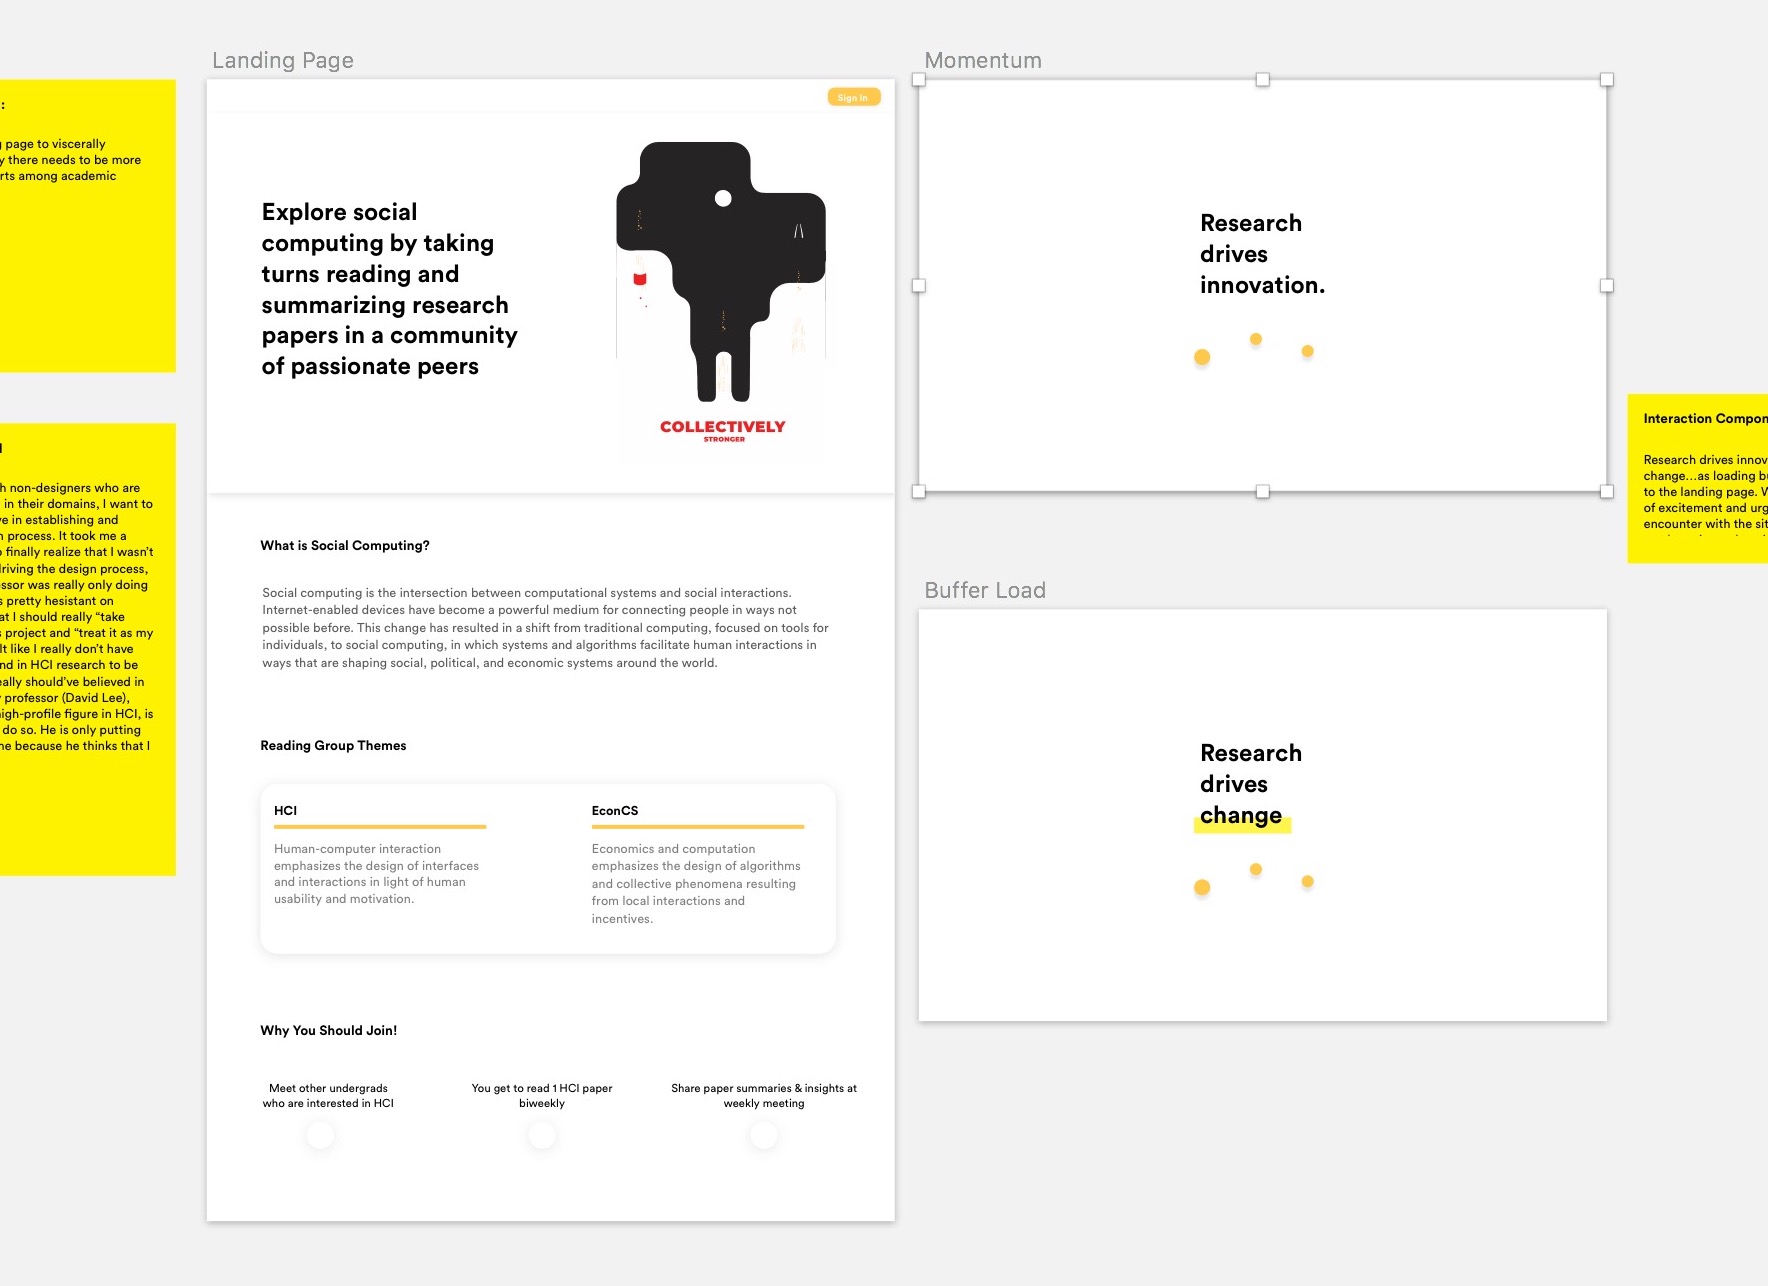 :
page to viscerally
there needs to be more
among academic
non-designers who are
in their domains, I want to
in establishing and
process. It took me a
finally realize that I wasn't
driving the design process,
was really only doing
pretty hesistant on
I should really "take
project and "treat it as my
like I really don't have
in HCI research to be
really should've believed in
professor (David Lee),
high-profile figure in HCI, is
do so. He is only putting
because he thinks that I
Landing Page
Sign In
Explore social
computing by taking
turns reading and
summarizing research
papers in a community
of passionate peers
COLLECTIVELY
STRONGER
What is Social Computing?
Social computing is the intersection between computational systems and social interactions.
Internet-enabled devices have become a powerful medium for connecting people in ways not
possible before. This change has resulted in a shift from traditional computing, focused on tools for
individuals, to social computing, in which systems and algorithms facilitate human interactions in
ways that are shaping social, political, and economic systems around the world.
Reading Group Themes
HCI
Human-computer interaction
emphasizes the design of interfaces
and interactions in light of human
usability and motivation.
EconCS
Economics and computation
emphasizes the design of algorithms
and collective phenomena resulting
from local interactions and
incentives.
Why You Should Join!
Meet other undergrads
who are interested in HCI
You get to read 1 HCI paper
biweekly
Share paper summaries & insights at
weekly meeting
Momentum
Research
drives
innovation.
Buffer Load
Research
drives
change
Interaction
Research drives
change...as loading
to the landing page.
of excitement and
encounter with the